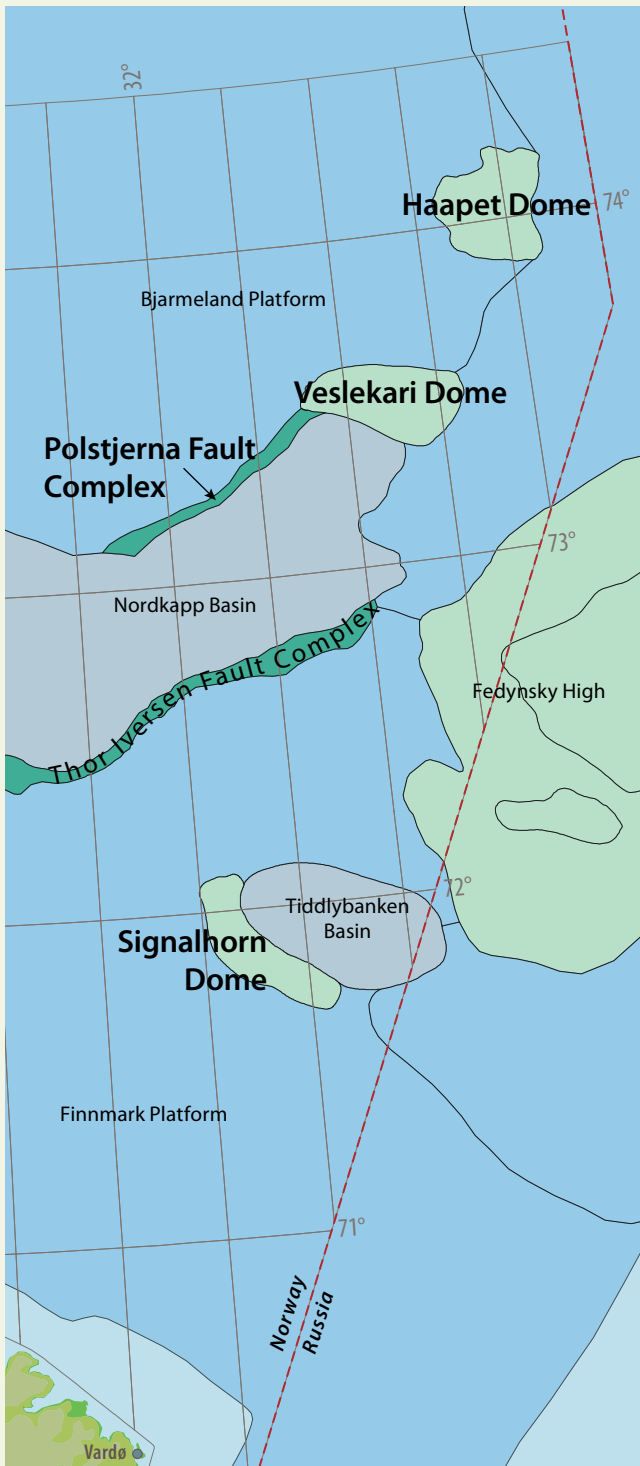 32°
Haapet Dome
74°
Bjarmeland Platform
Veslekari Dome
Polstjerna Fault
Complex
73°
Nordkapp Basin
Thor Iversen Fault Complex
Fedynsky High
72°
Tiddlybanken
Basin
Signalhorn
Dome
Finnmark Platform
71°
Norway
Russia
Vardø